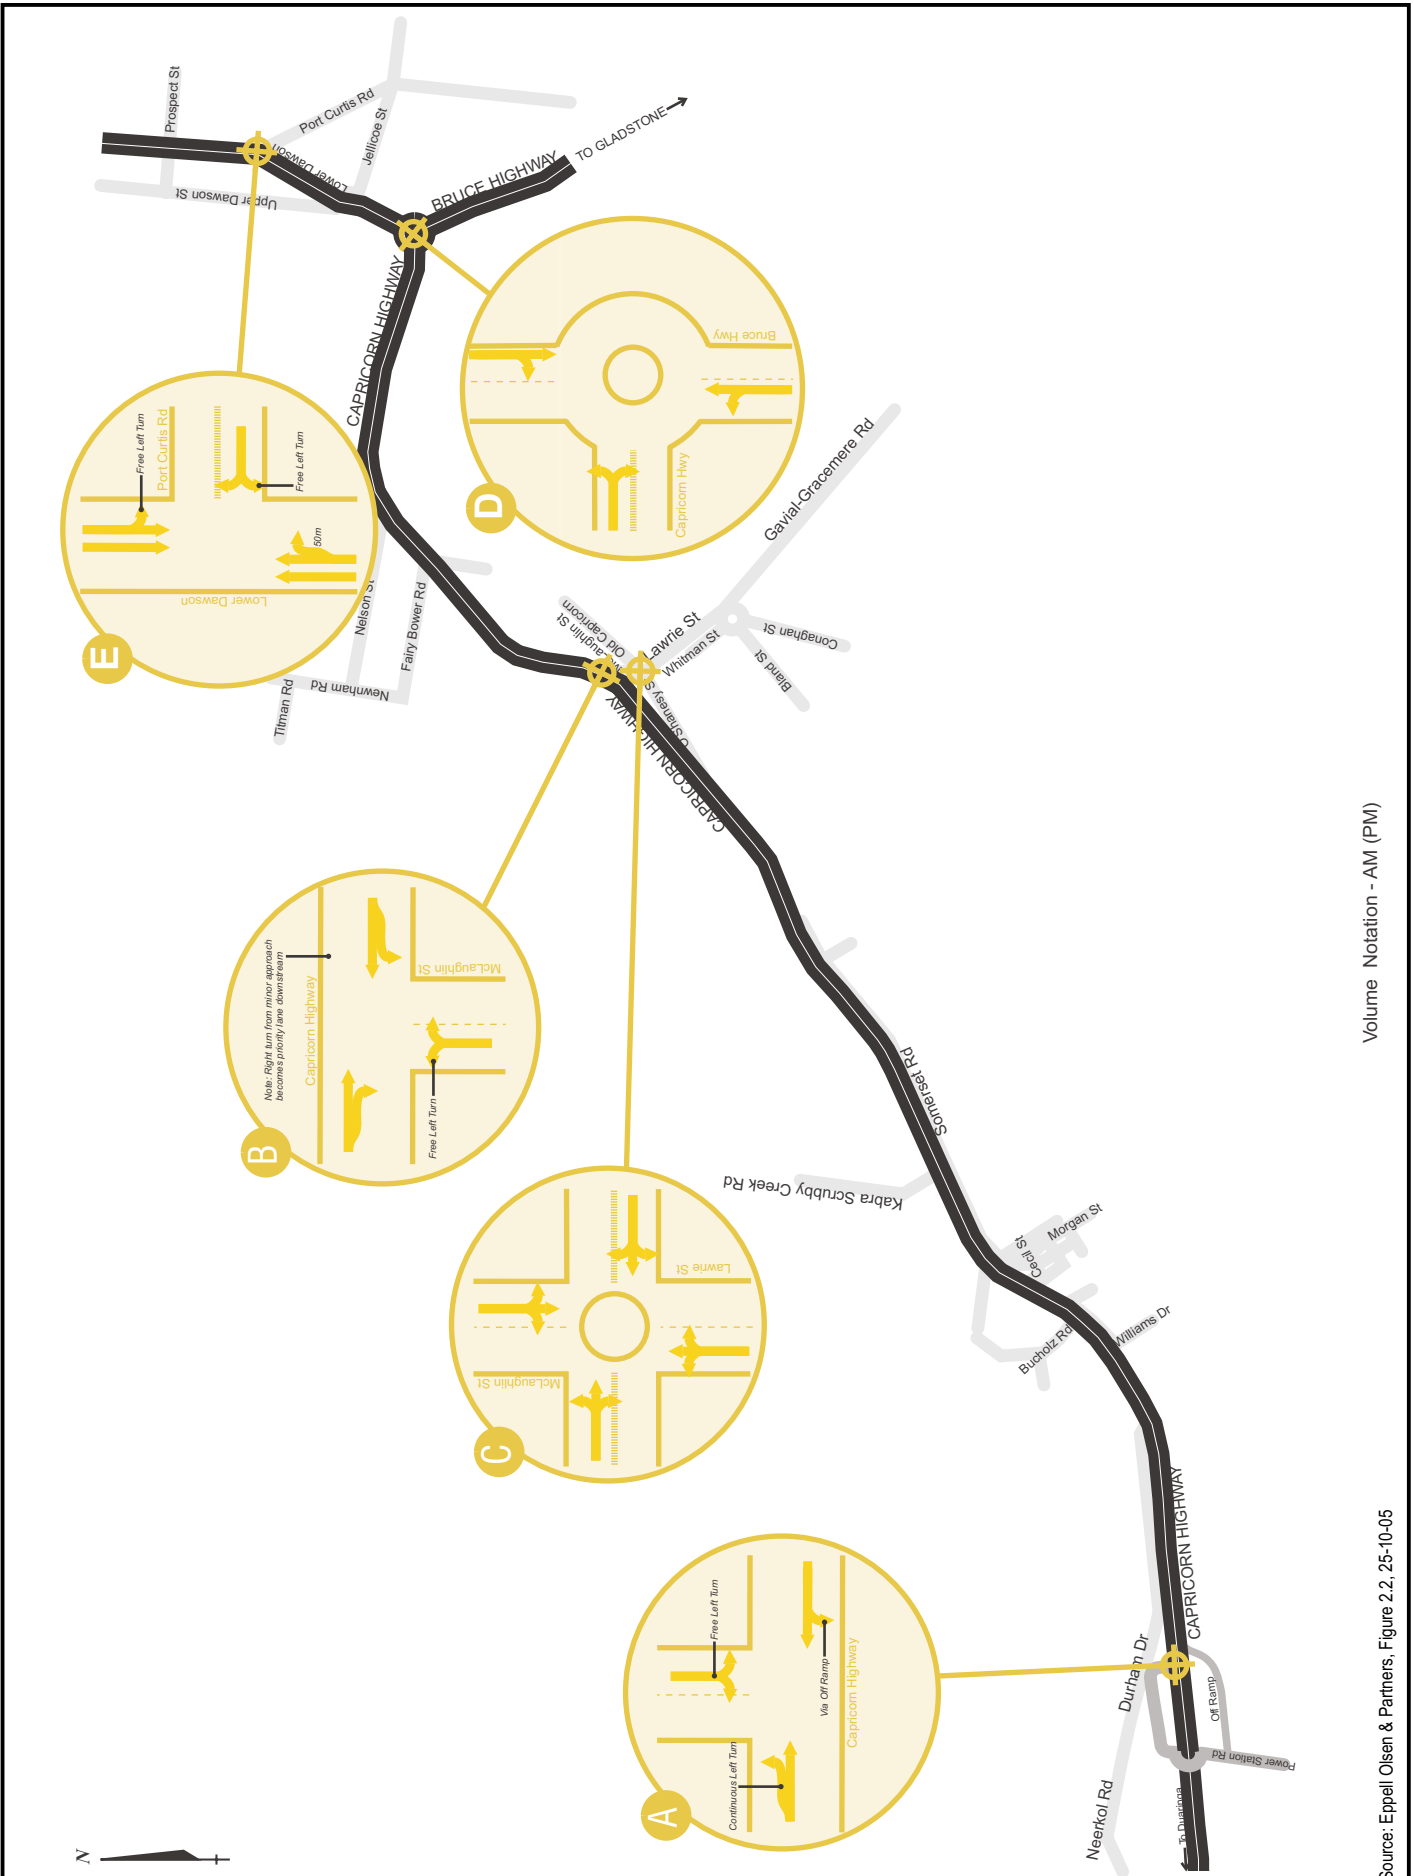 Prospect St
Port Curtis Rd
Jellicoe St
Lower Dawson
Upper Dawson St
TO GLADSTONE
BRUCE HIGHWAY
CAPRICORN HIGHWAY
E
Free Left Turn
Port Curtis Rd
Free Left Turn
50m
Lower Dawson
D
Bruce Hwy
Capricorn Hwy
Nelson St
Fairy Bower Rd
Newnham Rd
Titman Rd
Gavial-Gracemere Rd
Old Capricorn
Lawrie St
Whitman St
Conaghan St
Bland St
CAPRICORN HIGHWAY
B
Note: Right turn from minor approach
becomes priority lane downstream
Capricorn Highway
McLaughlin St
Free Left Turn
C
Lawrie St
McLaughlin St
Somerset Rd
Kabra Scrubby Creek Rd
Cecil St
Morgan St
Bucholz Rd
Williams Dr
A
Free Left Turn
Continuous Left Turn
Via Off Ramp
Capricorn Highway
CAPRICORN HIGHWAY
Durham Dr
Off Ramp
Power Station Rd
Neerkol Rd
To Duaringa
N
Volume Notation - AM (PM)
Source: Eppell Olsen & Partners, Figure 2.2, 25-10-05